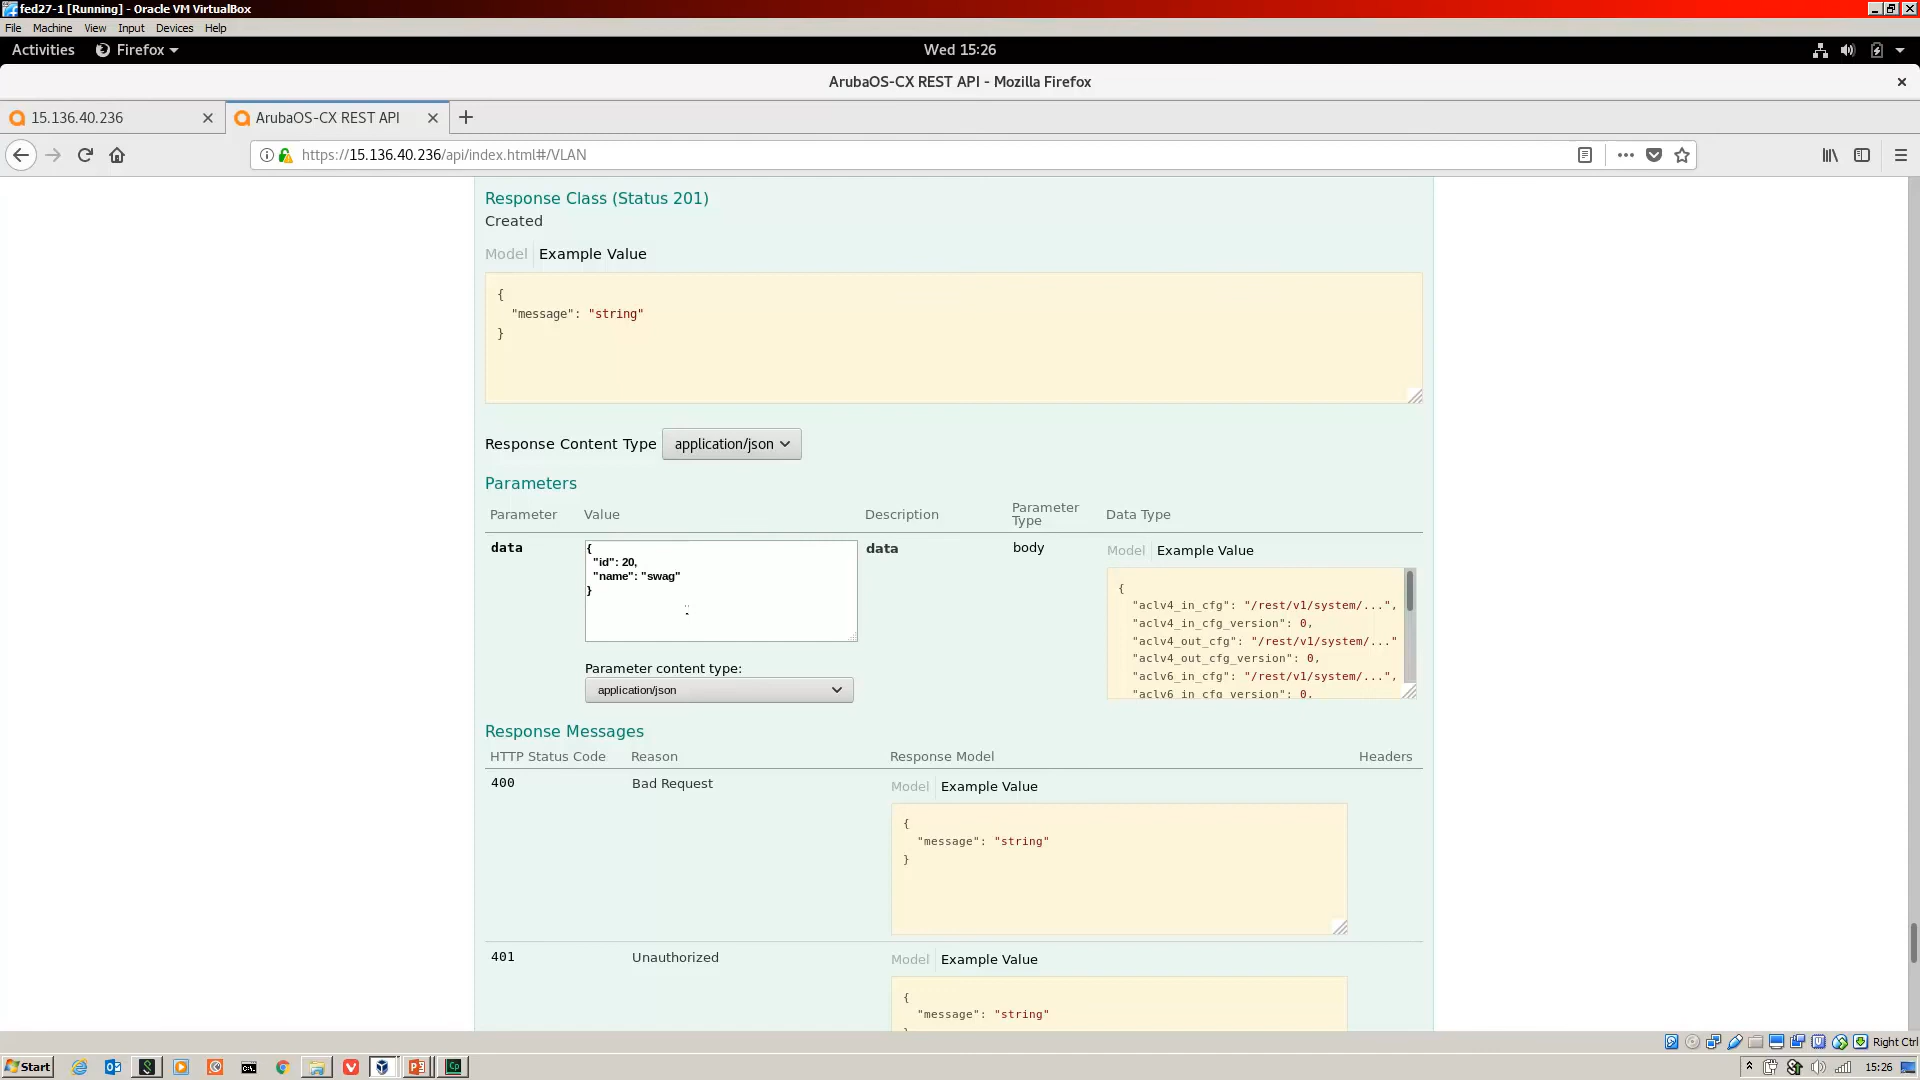 fed27-1 [Running] - Oracle VM VirtualBox
File Machine View Input Devices Help
Activities Firefox Wed 15:26
ArubaOS-CX REST API - Mozilla Firefox
15.136.40.236 ArubaOS-CX REST API
https://15.136.40.236/api/index.html#/VLAN
Response Class (Status 201)
Created
Model Example Value
{
"message": "string"
}
Response Content Type application/json
Parameters
Parameter Value Description Parameter Type Data Type
data
{
"id": 20,
"name": "swag"
}
Parameter content type:
application/json
data
body
Model Example Value
{
"aclv4_in_cfg": "/rest/v1/system/...",
"aclv4_in_cfg_version": 0,
"aclv4_out_cfg": "/rest/v1/system/..."
"aclv4_out_cfg_version": 0,
"aclv6_in_cfg": "/rest/v1/system/...",
"aclv6_in_cfg_version": 0,
Response Messages
HTTP Status Code Reason Response Model Headers
400 Bad Request
Model Example Value
{
"message": "string"
}
401 Unauthorized
Model Example Value
{
"message": "string"
Right Ctrl
Start 15:26